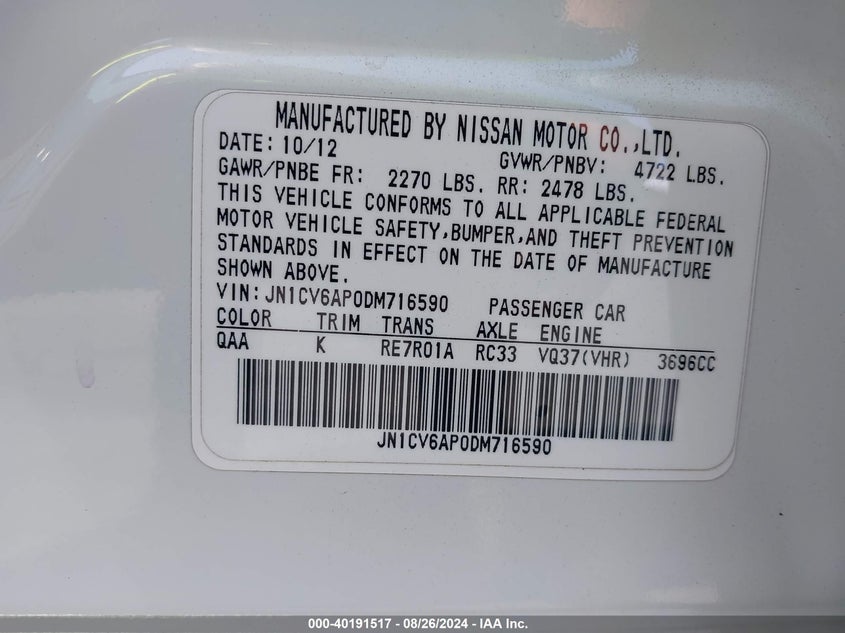 MANUFACTURED BY NISSAN MOTOR CO.,LTD.
DATE: 10/12 GVWR/PNBV: 4722 LBS.
GAWR/PNBE FR: 2270 LBS. RR: 2478 LBS.
THIS VEHICLE CONFORMS TO ALL APPLICABLE FEDERAL
MOTOR VEHICLE SAFETY,BUMPER,AND THEFT PREVENTION
STANDARDS IN EFFECT ON THE DATE OF MANUFACTURE
SHOWN ABOVE.
VIN: JN1CV6AP0DM716590 PASSENGER CAR
COLOR TRIM TRANS AXLE ENGINE
QAA K RE7R01A RC33 VQ37(VHR) 3696CC
JN1CV6AP0DM716590
000-40191517 - 08/26/2024 - IAA Inc.